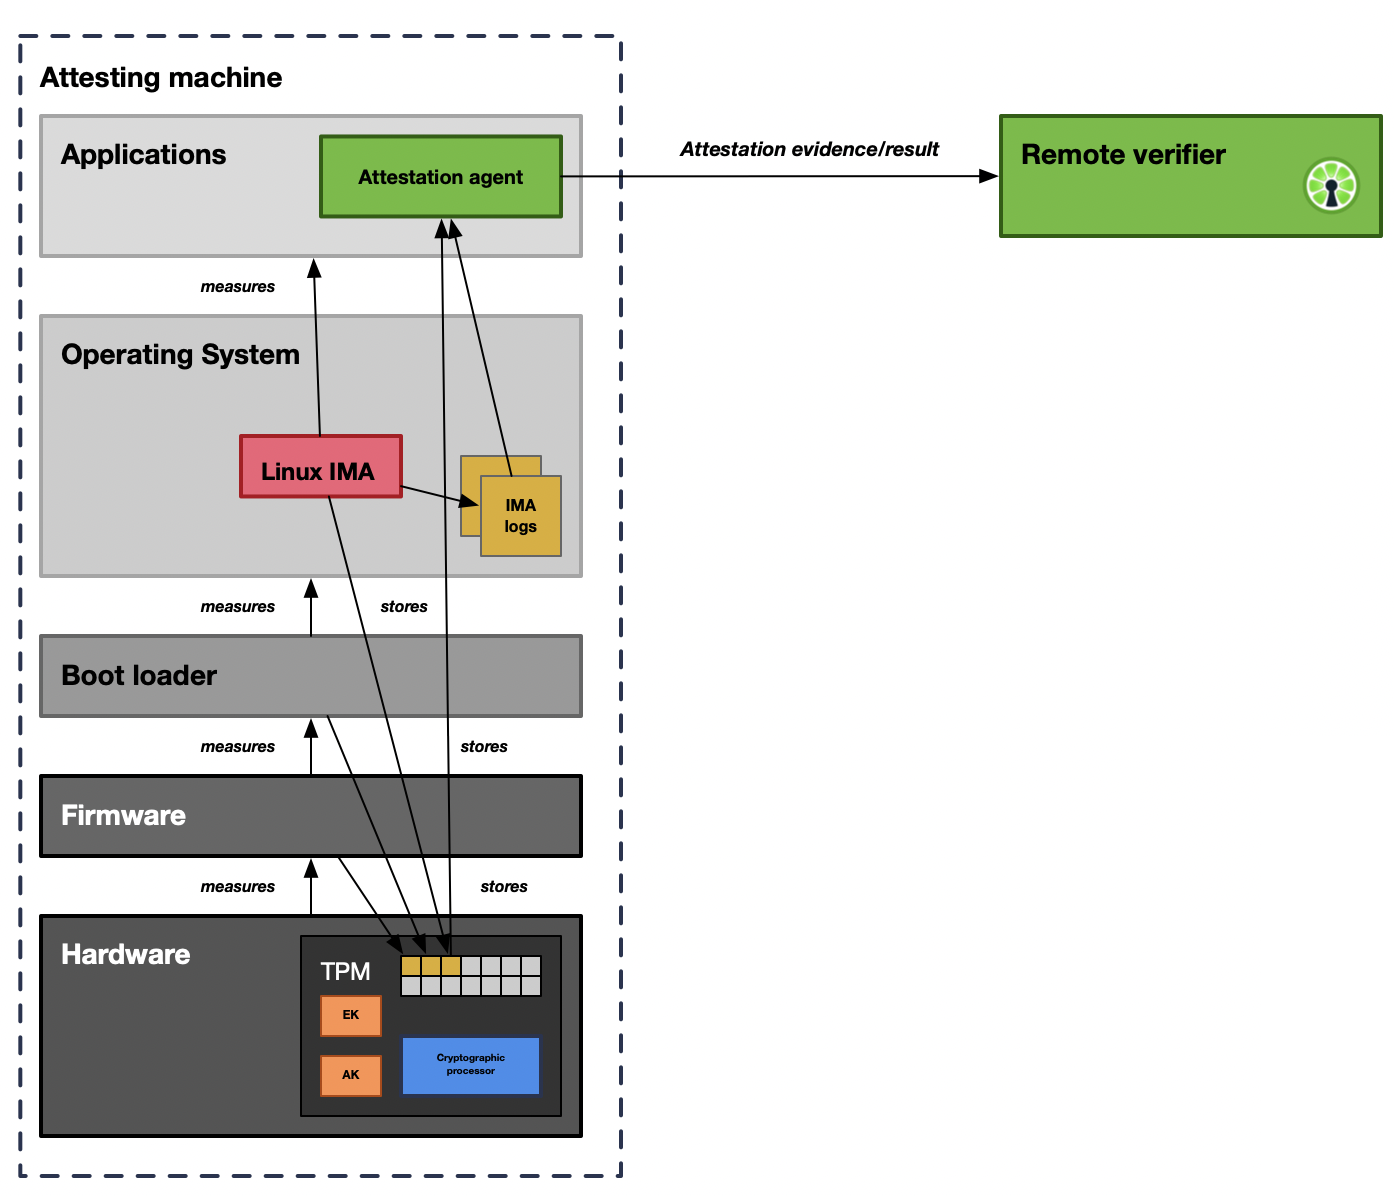 Attesting machine
Applications
Attestation agent
Attestation evidence/result
Remote verifier
measures
Operating System
Linux IMA
IMA
logs
measures
stores
Boot loader
measures
stores
Firmware
measures
stores
Hardware
TPM
EK
AK
Cryptographic
processor